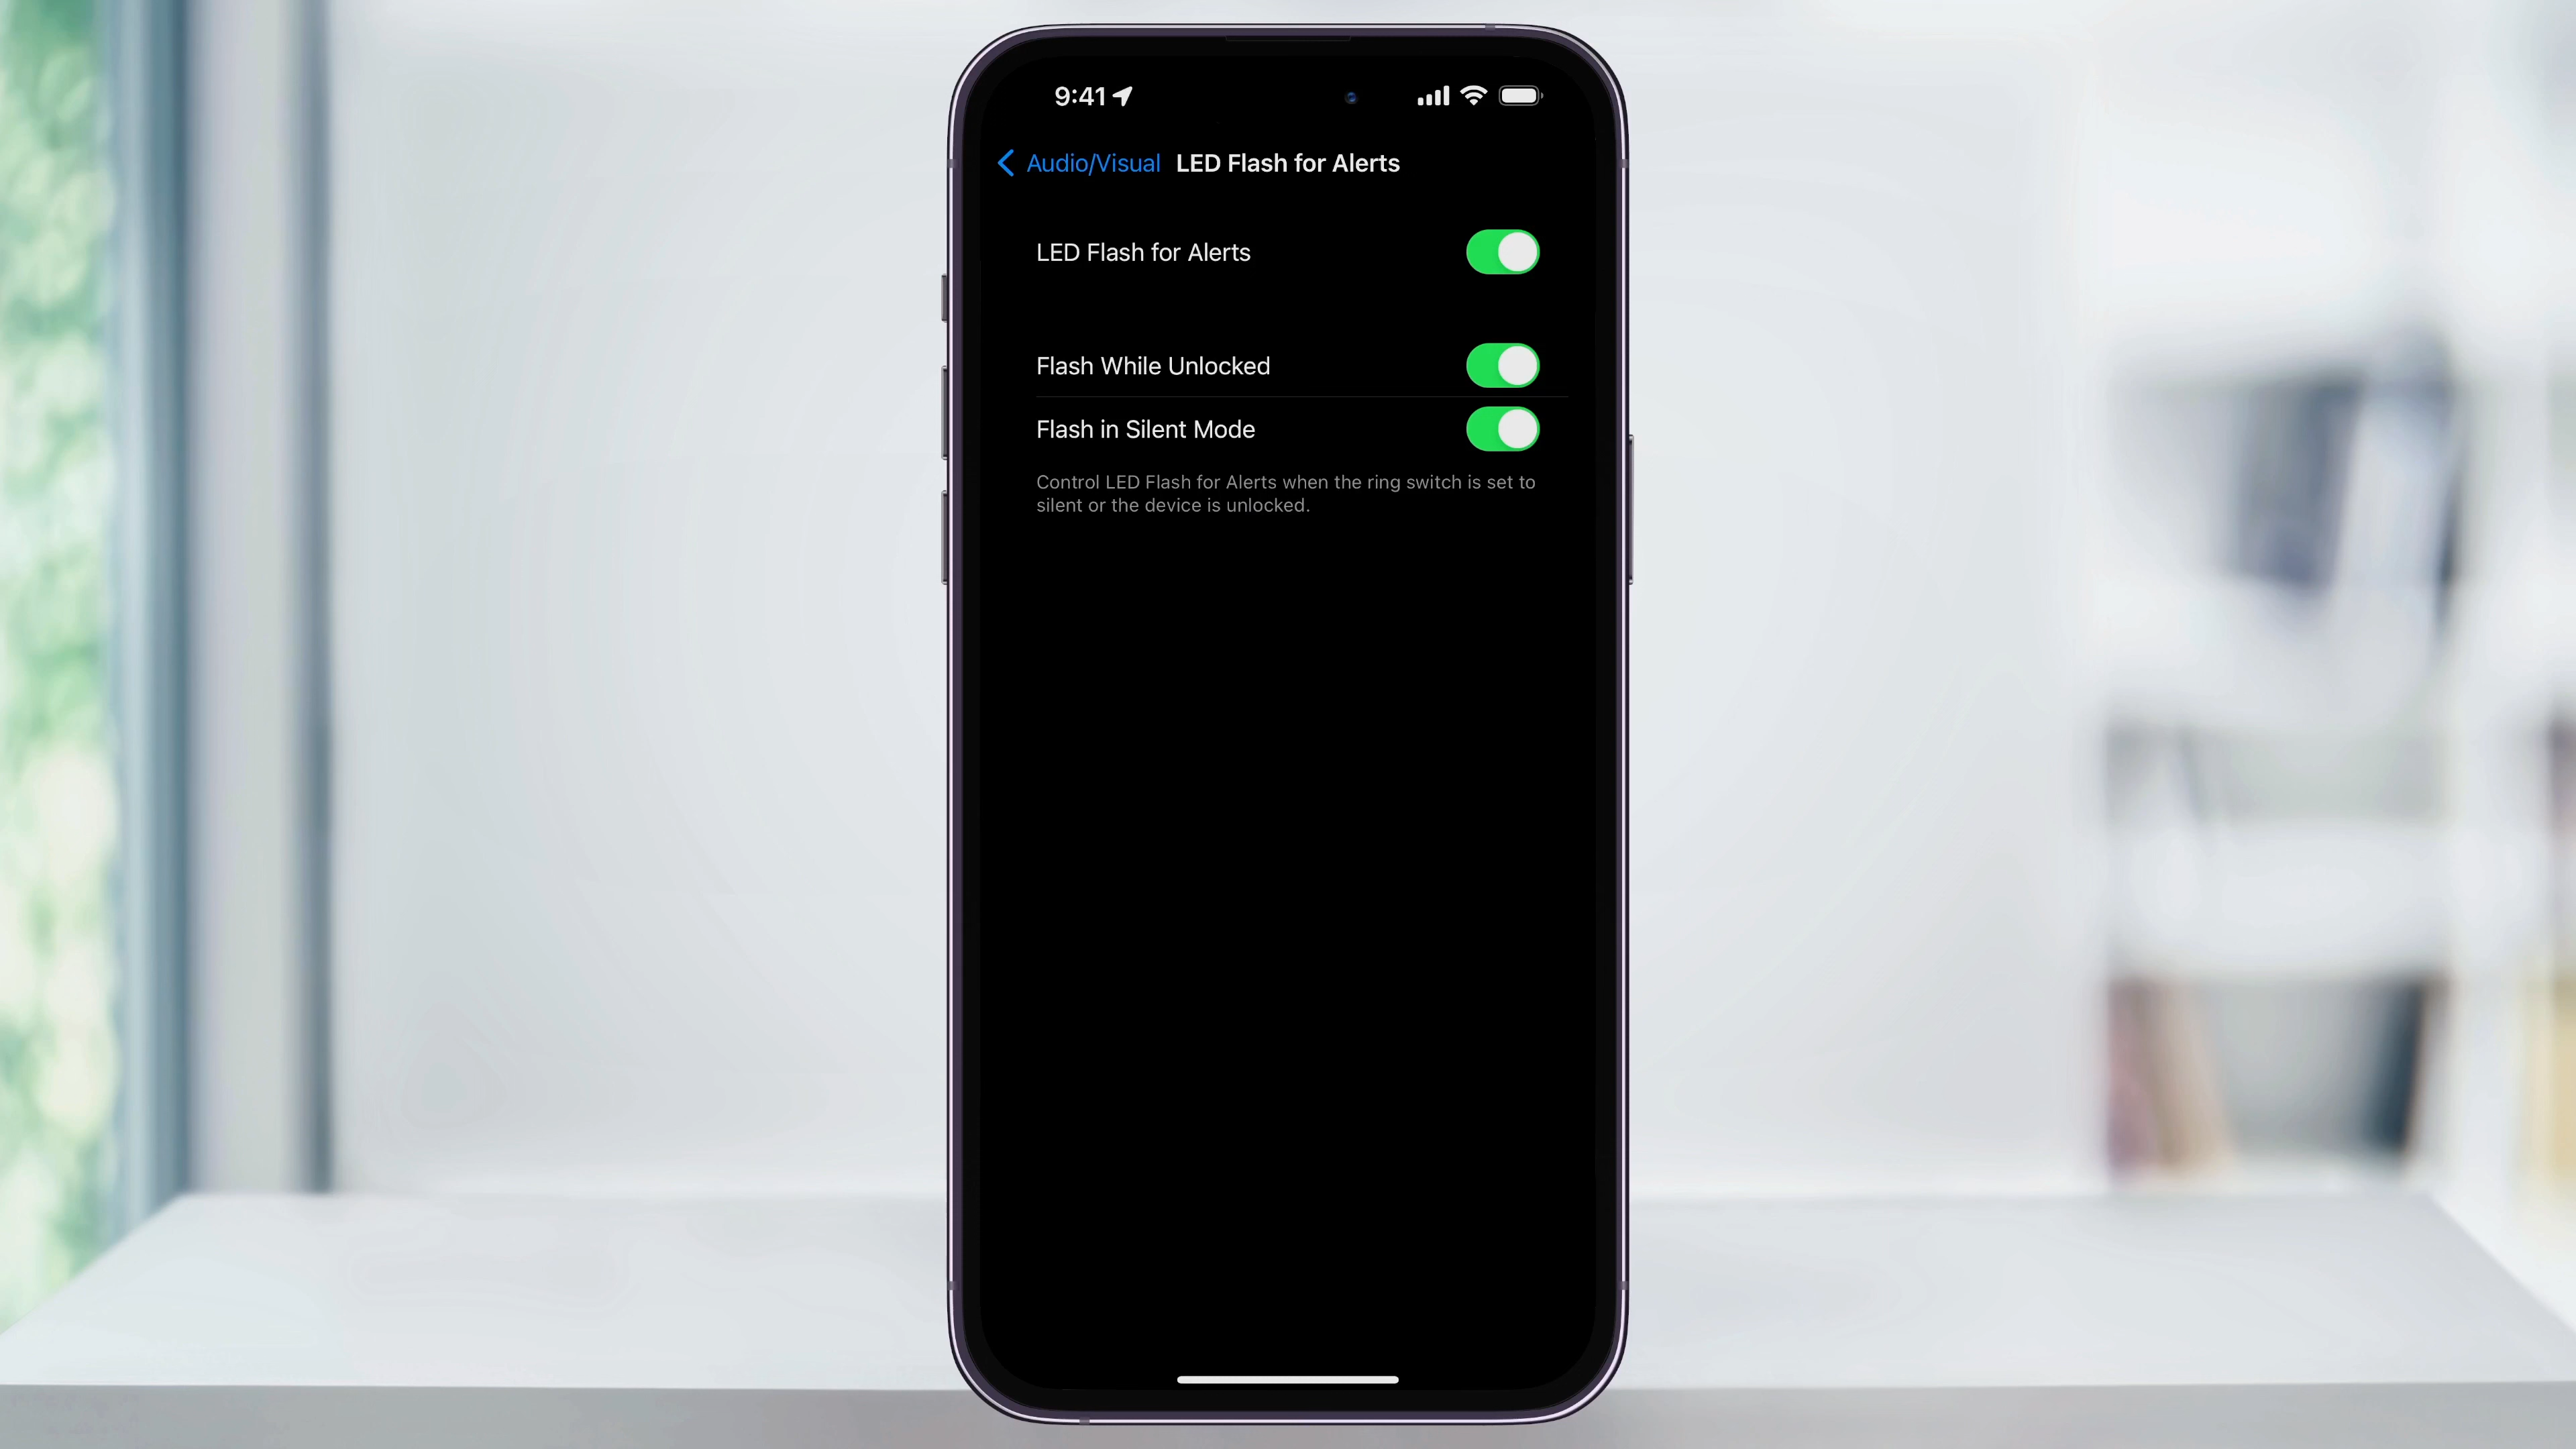 9:41
Audio/Visual LED Flash for Alerts
LED Flash for Alerts
Flash While Unlocked
Flash in Silent Mode
Control LED Flash for Alerts when the ring switch is set to
silent or the device is unlocked.